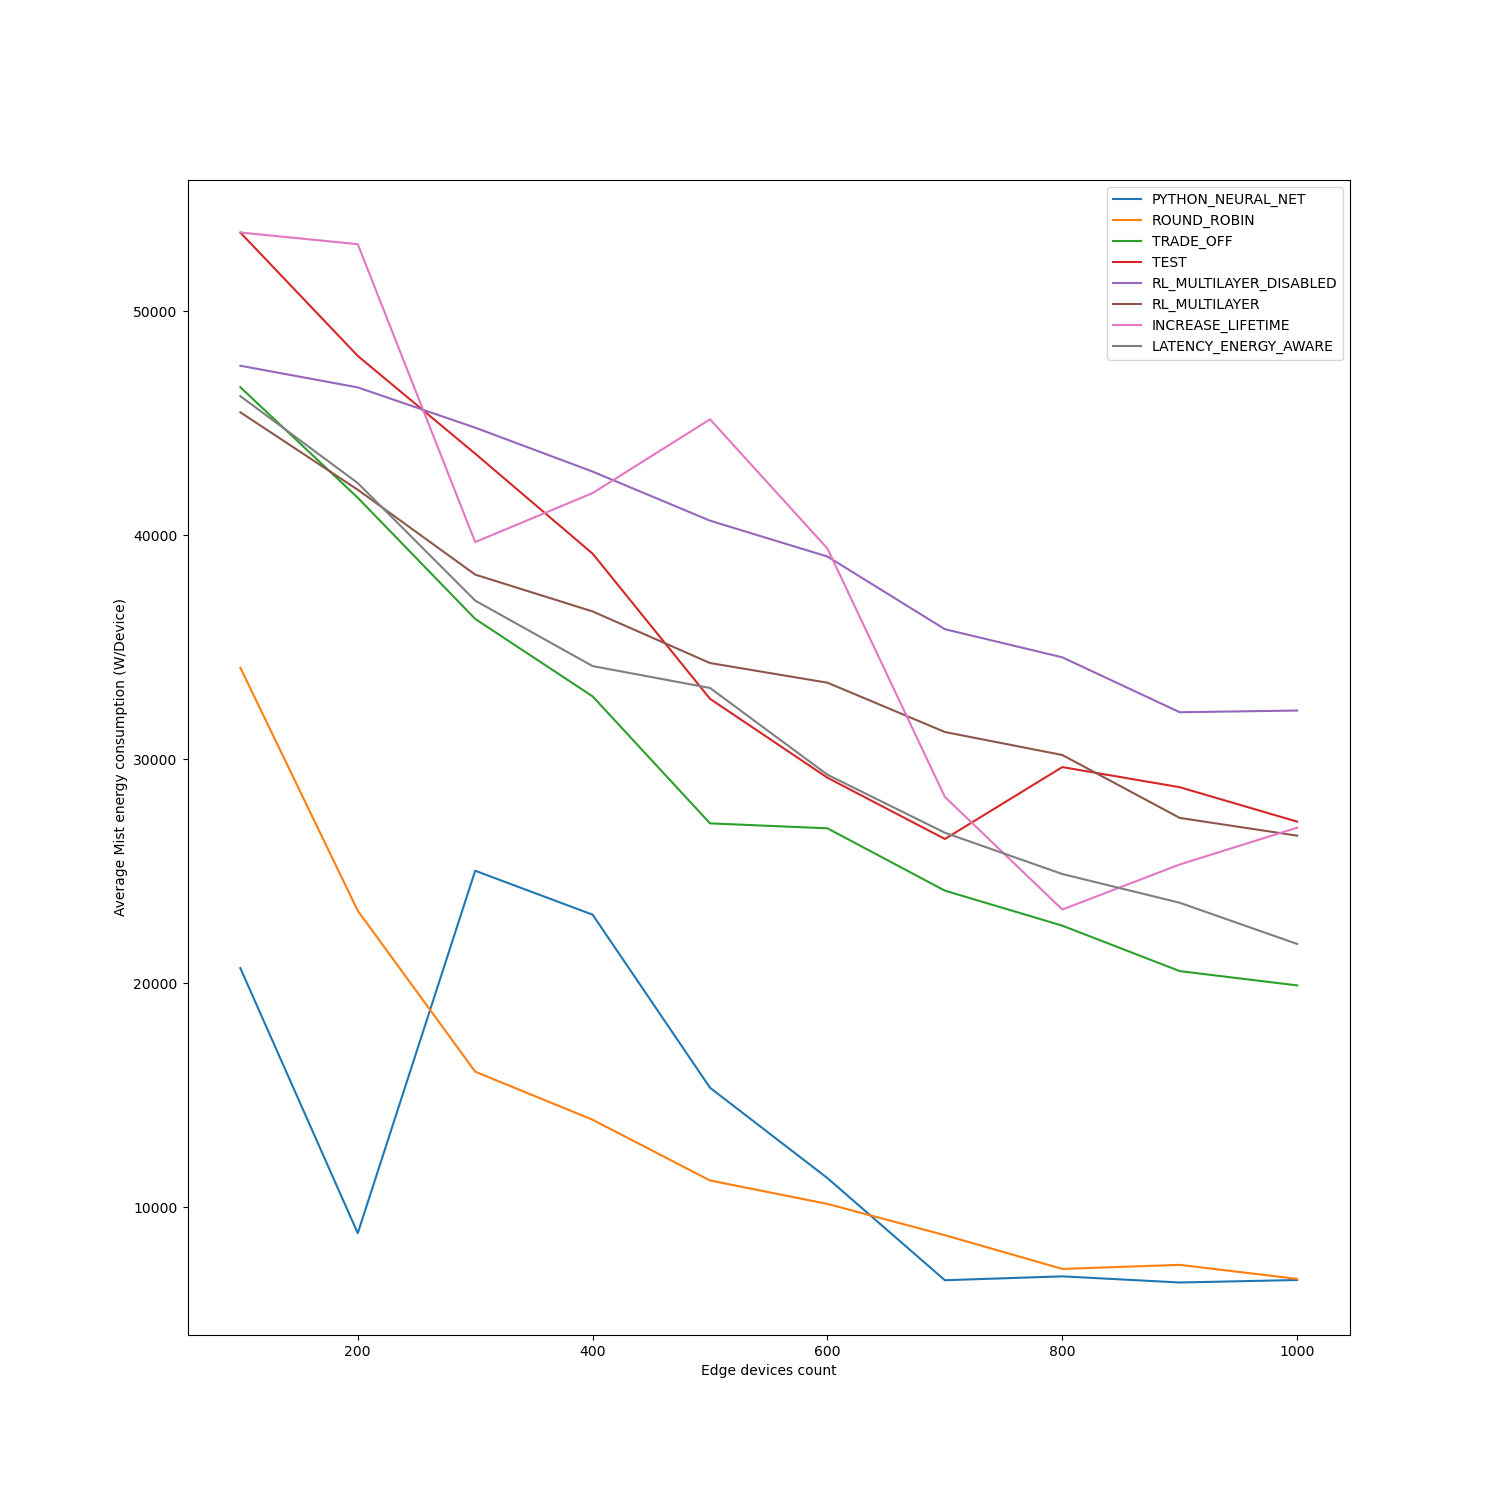 PYTHON_NEURAL_NET
ROUND_ROBIN
TRADE_OFF
TEST
RL_MULTILAYER_DISABLED
RL_MULTILAYER
INCREASE_LIFETIME
LATENCY_ENERGY_AWARE
50000
40000
30000
20000
10000
Average Mist energy consumption (W/Device)
200
400
600
800
1000
Edge devices count